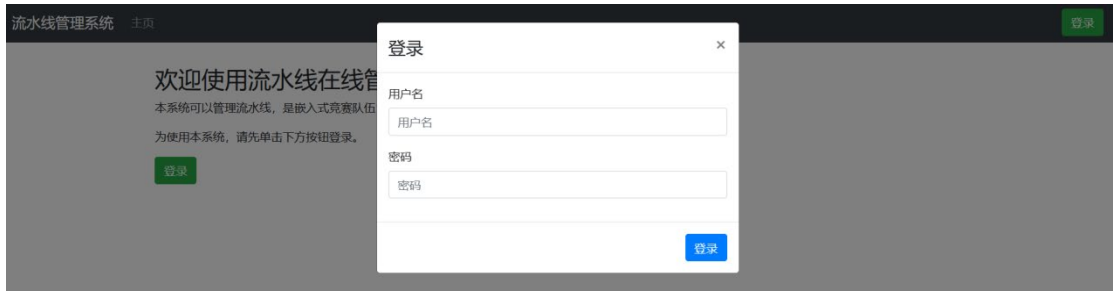 流水线管理系统 主页 登录
登录 ×
欢迎使用流水线在线管
本系统可以管理流水线，是嵌入式竞赛队伍
为使用本系统，请先单击下方按钮登录。
登录
用户名
用户名
密码
密码
登录